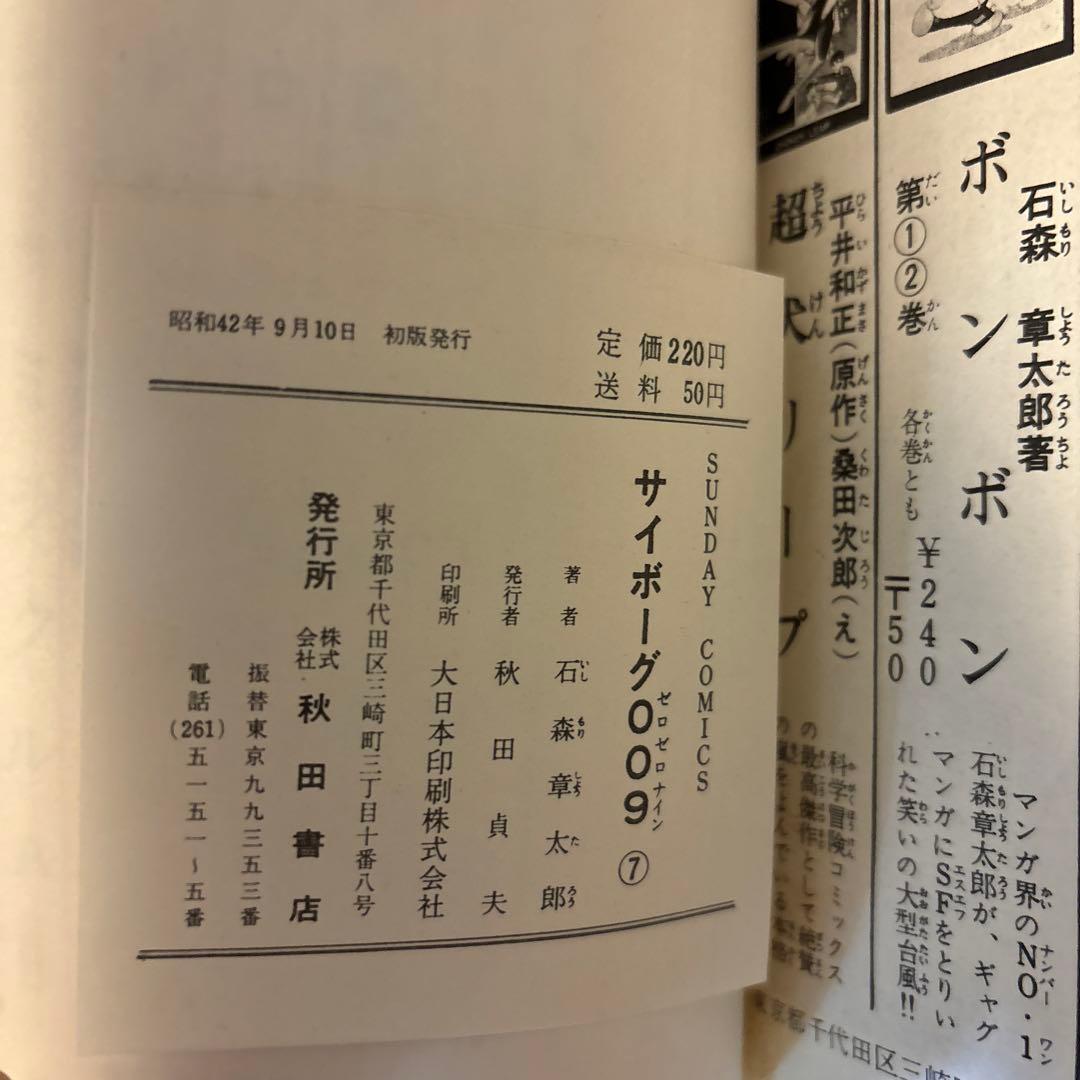 石森章太郎著
ボンボン
第①②巻 各巻とも ¥240 〒50
マンガ界のNO・1
石森章太郎が、ギャグ
マンガにSFをとりい
れた笑いの大型台風!!
平井和正(原作)桑田次郎(え)
超犬リープ
科学冒険コミックス
の最高傑作として絶賛
東京都千代田区三崎
昭和42年 9月10日 初版発行
定価220円
送料 50円
SUNDAY COMICS
サイボーグ009 ⑦
著者 石森章太郎
発行者 秋田貞夫
印刷所 大日本印刷株式会社
東京都千代田区三崎町三丁目十番八号
発行所 株式会社 秋田書店
振替東京九九三五三番
電話(261)五一五一~五番